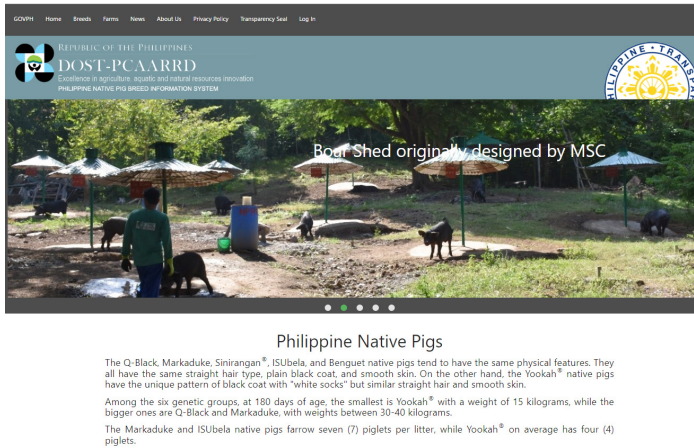 GOVPH Home Breeds Farms News About Us Privacy Policy Transparency Seal Log In
REPUBLIC OF THE PHILIPPINES
DOST-PCAARRD
Excellence in agriculture, aquatic and natural resources innovation
PHILIPPINE NATIVE PIG BREED INFORMATION SYSTEM
Boar Shed originally designed by MSC
Philippine Native Pigs
The Q-Black, Markaduke, Sinirangan®, ISUbela, and Benguet native pigs tend to have the same physical features. They
all have the same straight hair type, plain black coat, and smooth skin. On the other hand, the Yookah® native pigs
have the unique pattern of black coat with "white socks" but similar straight hair and smooth skin.
Among the six genetic groups, at 180 days of age, the smallest is Yookah® with a weight of 15 kilograms, while the
bigger ones are Q-Black and Markaduke, with weights between 30-40 kilograms.
The Markaduke and ISUbela native pigs farrow seven (7) piglets per litter, while Yookah® on average has four (4)
piglets.